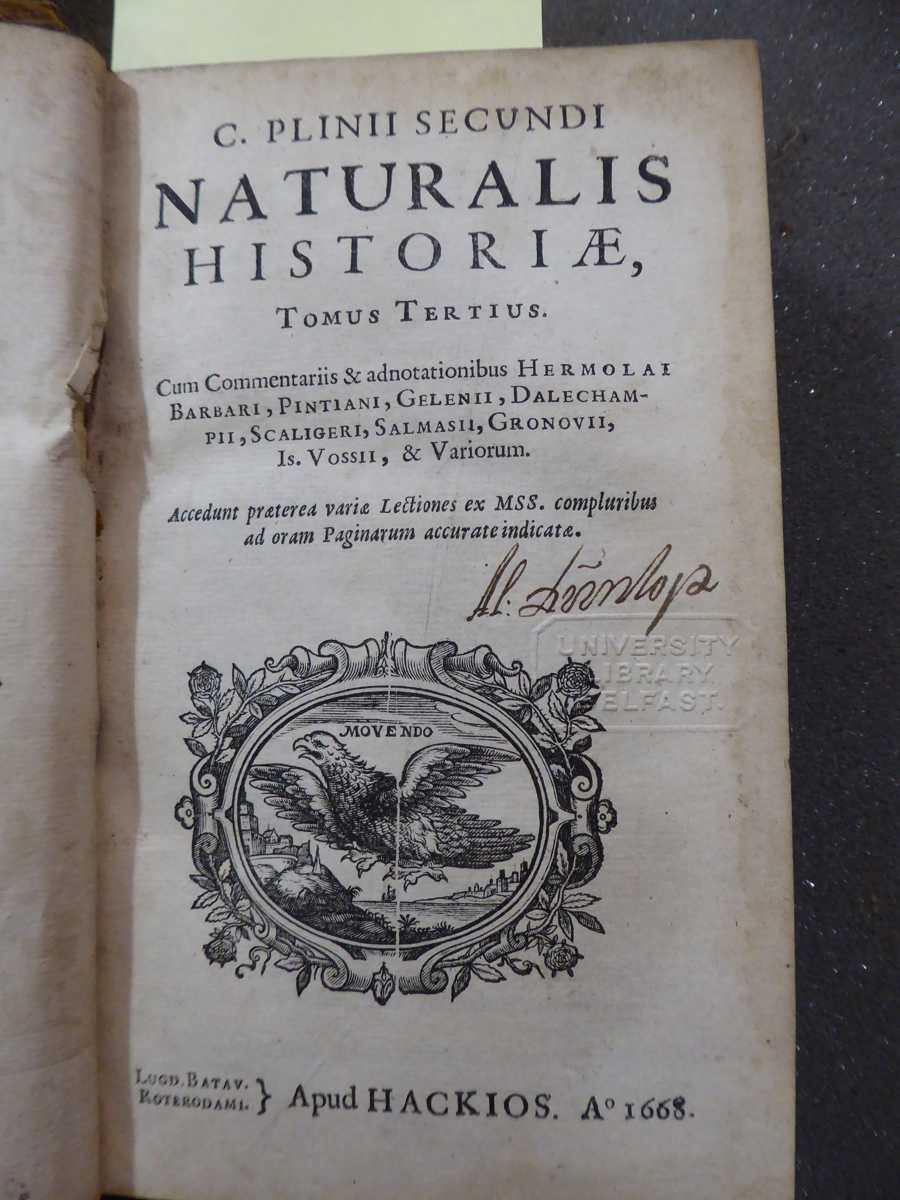 C. PLINII SECUNDI
NATURALIS
HISTORIÆ,
TOMUS TERTIUS.
Cum Commentariis & adnotationibus HERMOLAI
BARBARI, PINTIANI, GELENII, DALECHAM-
PII, SCALIGERI, SALMASII, GRONOVII,
Is. VOSSII, & Variorum.
Accedunt præterea variæ Lectiones ex MSS. compluribus
ad oram Paginarum accurate indicatæ.
Al: Dũnlop
UNIVERSITY
LIBRARY
BELFAST.
MOVENDO
LUGD. BATAV.
ROTERODAMI. } Apud HACKIOS. Aº 1668.